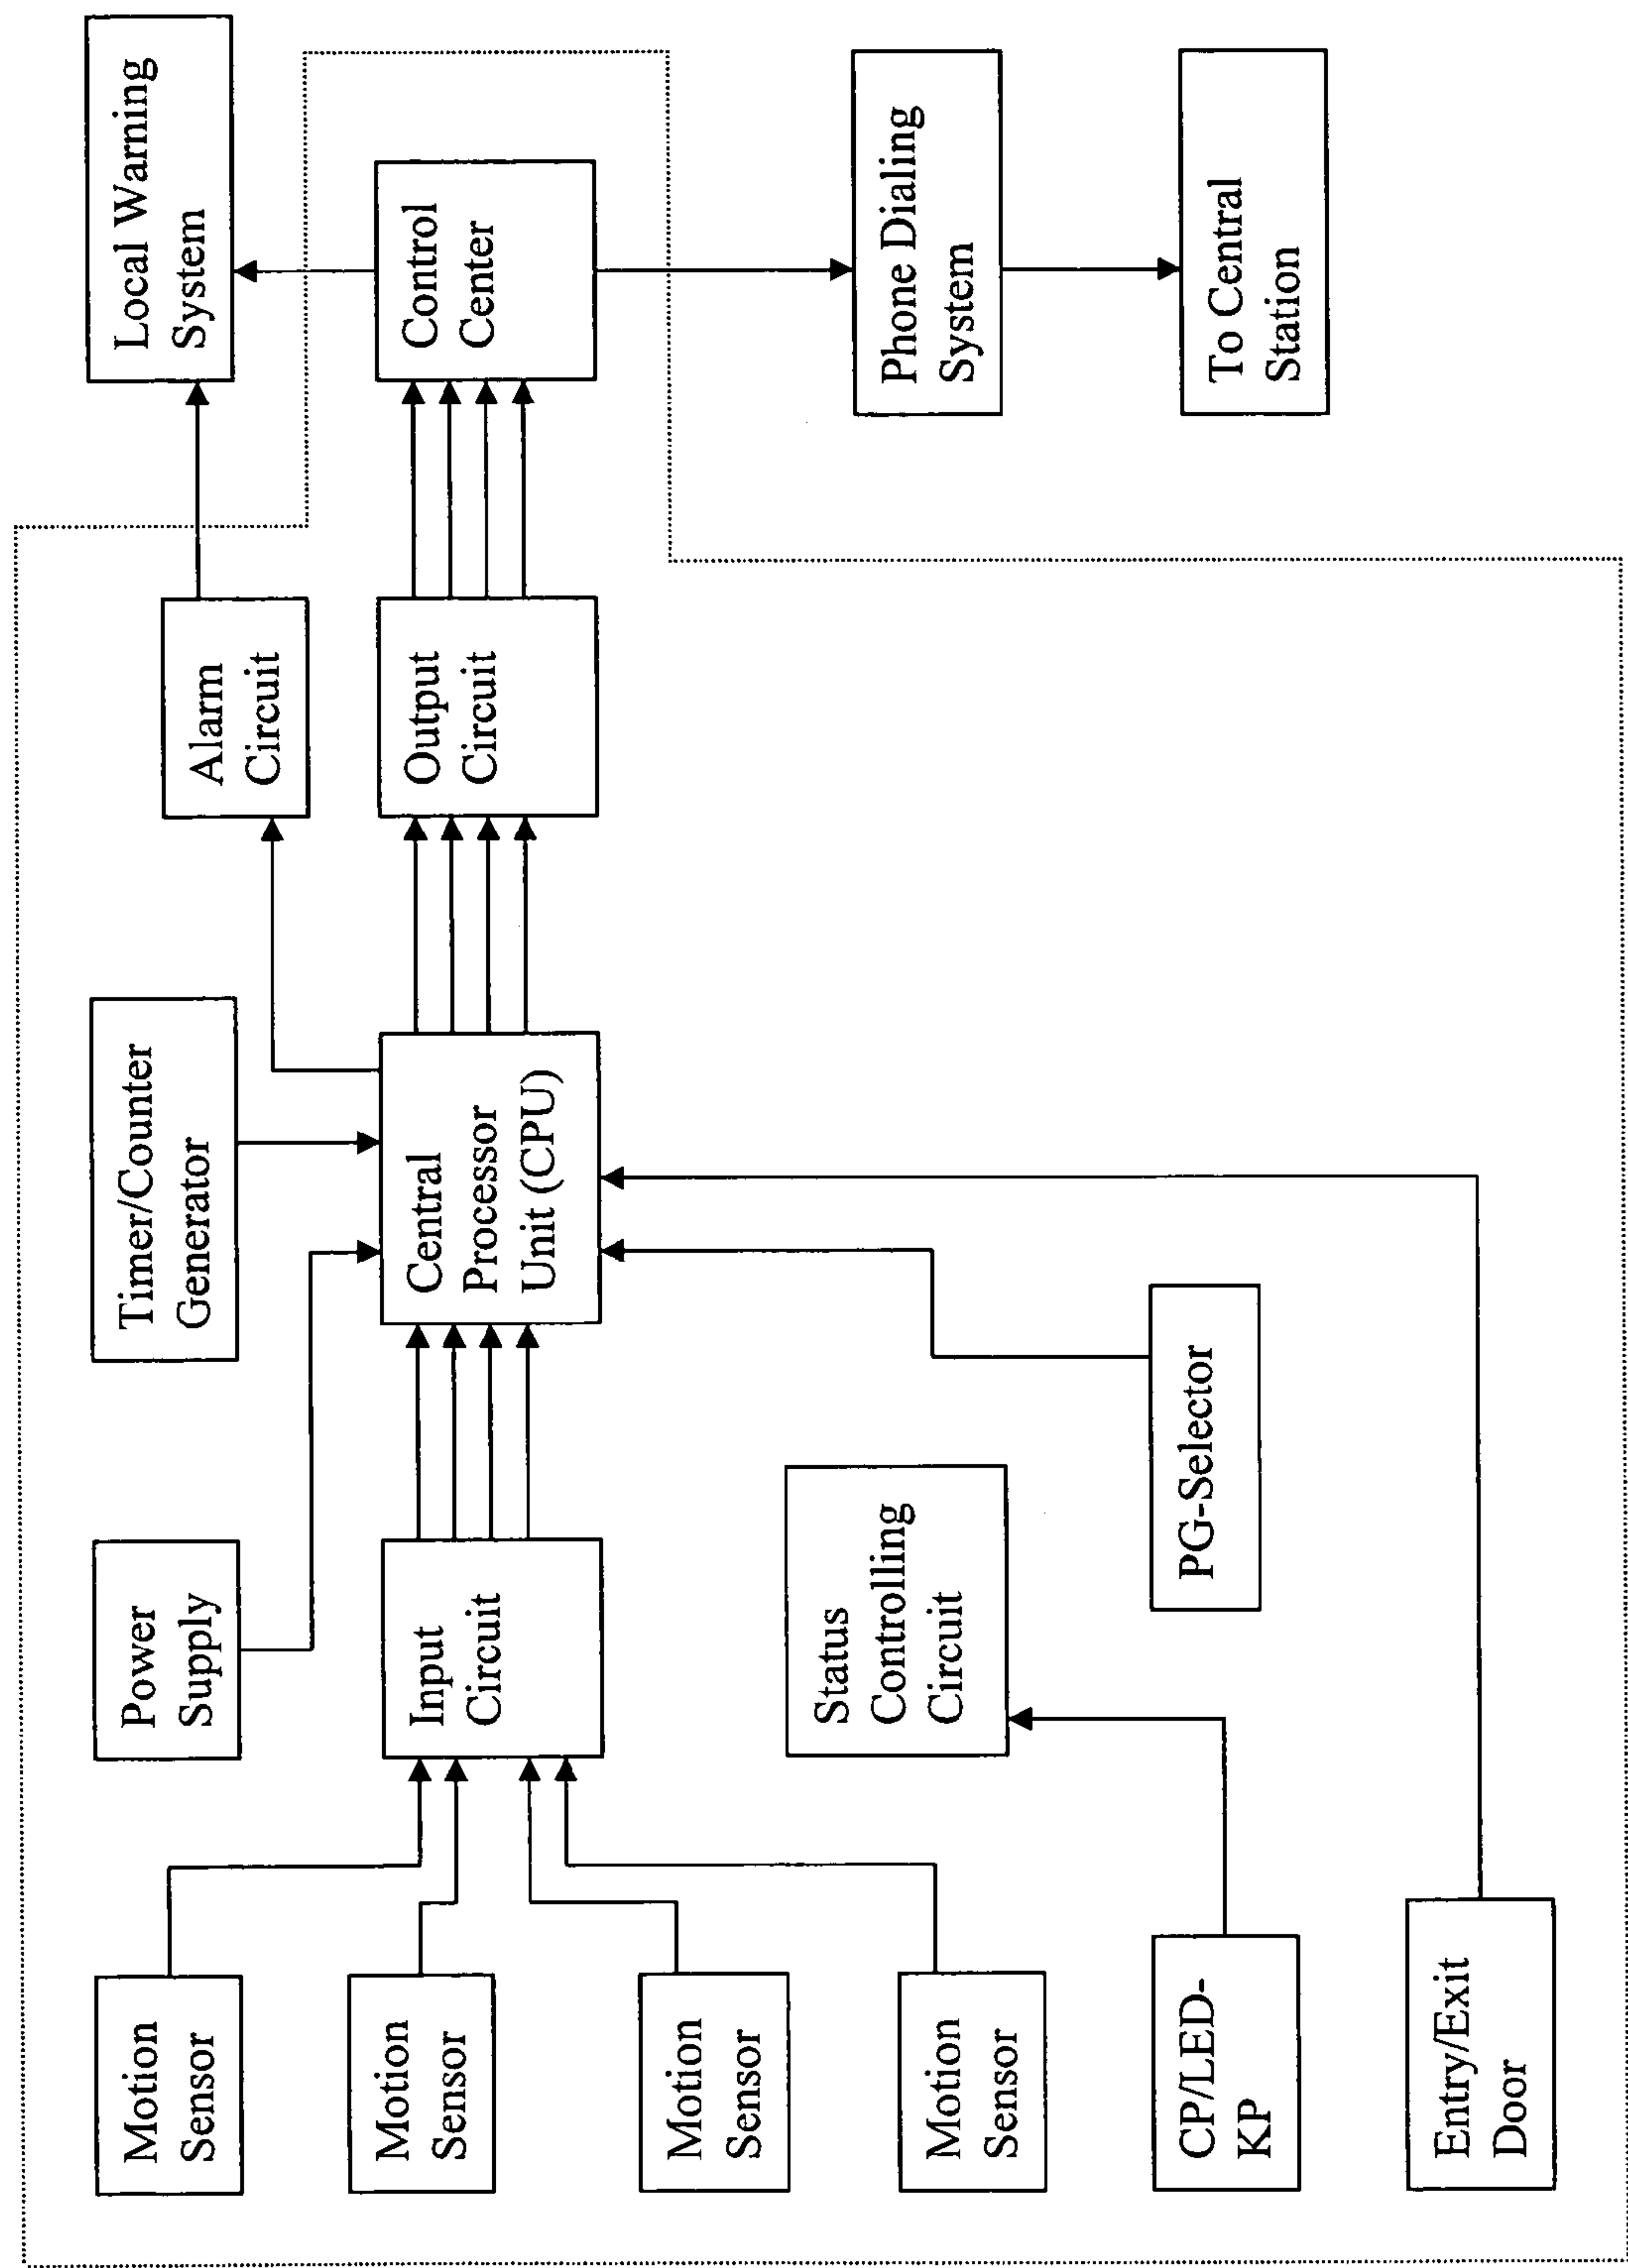 Motion
Sensor
Motion
Sensor
Motion
Sensor
Motion
Sensor
CP/LED-
KP
Entry/Exit
Door
Power
Supply
Input
Circuit
Status
Controlling
Circuit
PG-Selector
Timer/Counter
Generator
Central
Processor
Unit (CPU)
Alarm
Circuit
Output
Circuit
Local Warning
System
Control
Center
Phone Dialing
System
To Central
Station